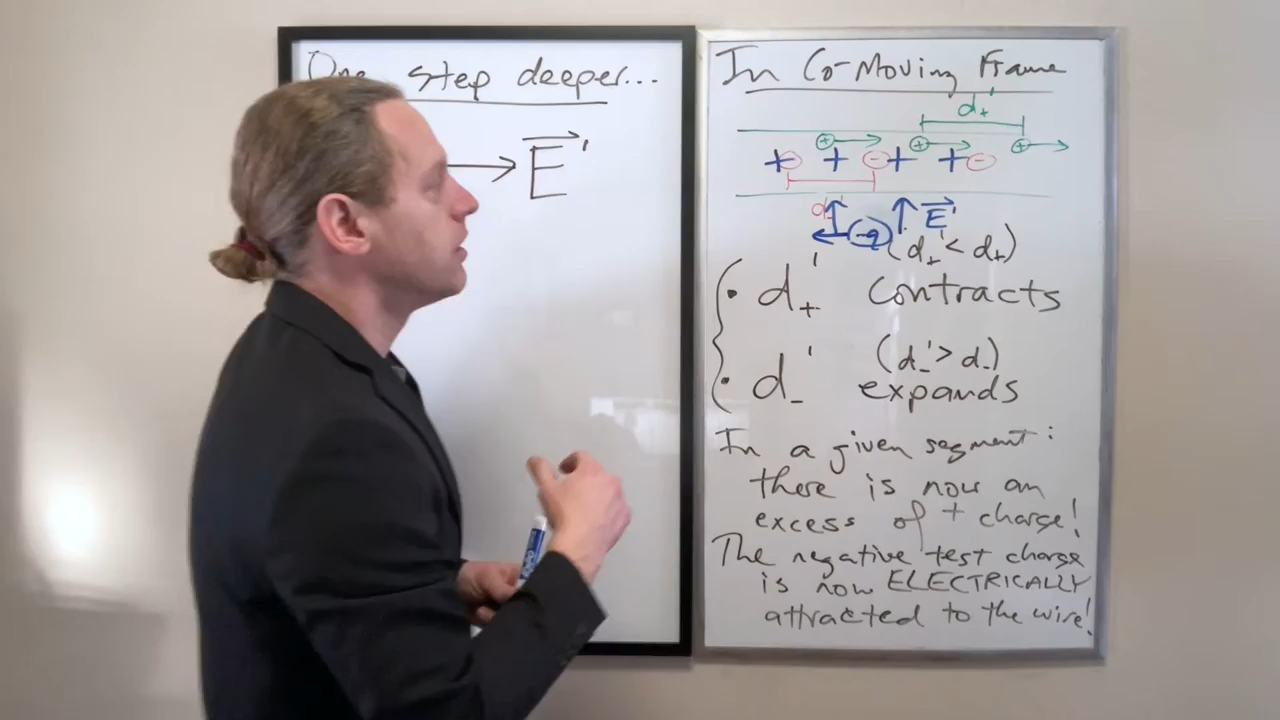 One step deeper...
→ E⃗'
In Co-Moving Frame
d₊'
+ - + + + - + + - +
d₋' E⃗'
-q (d₊' < d₊)
• d₊' contracts
(d₋' > d₋)
• d₋' expands
In a given segment:
there is now an
excess of + charge!
The negative test charge
is now ELECTRICALLY
attracted to the wire!